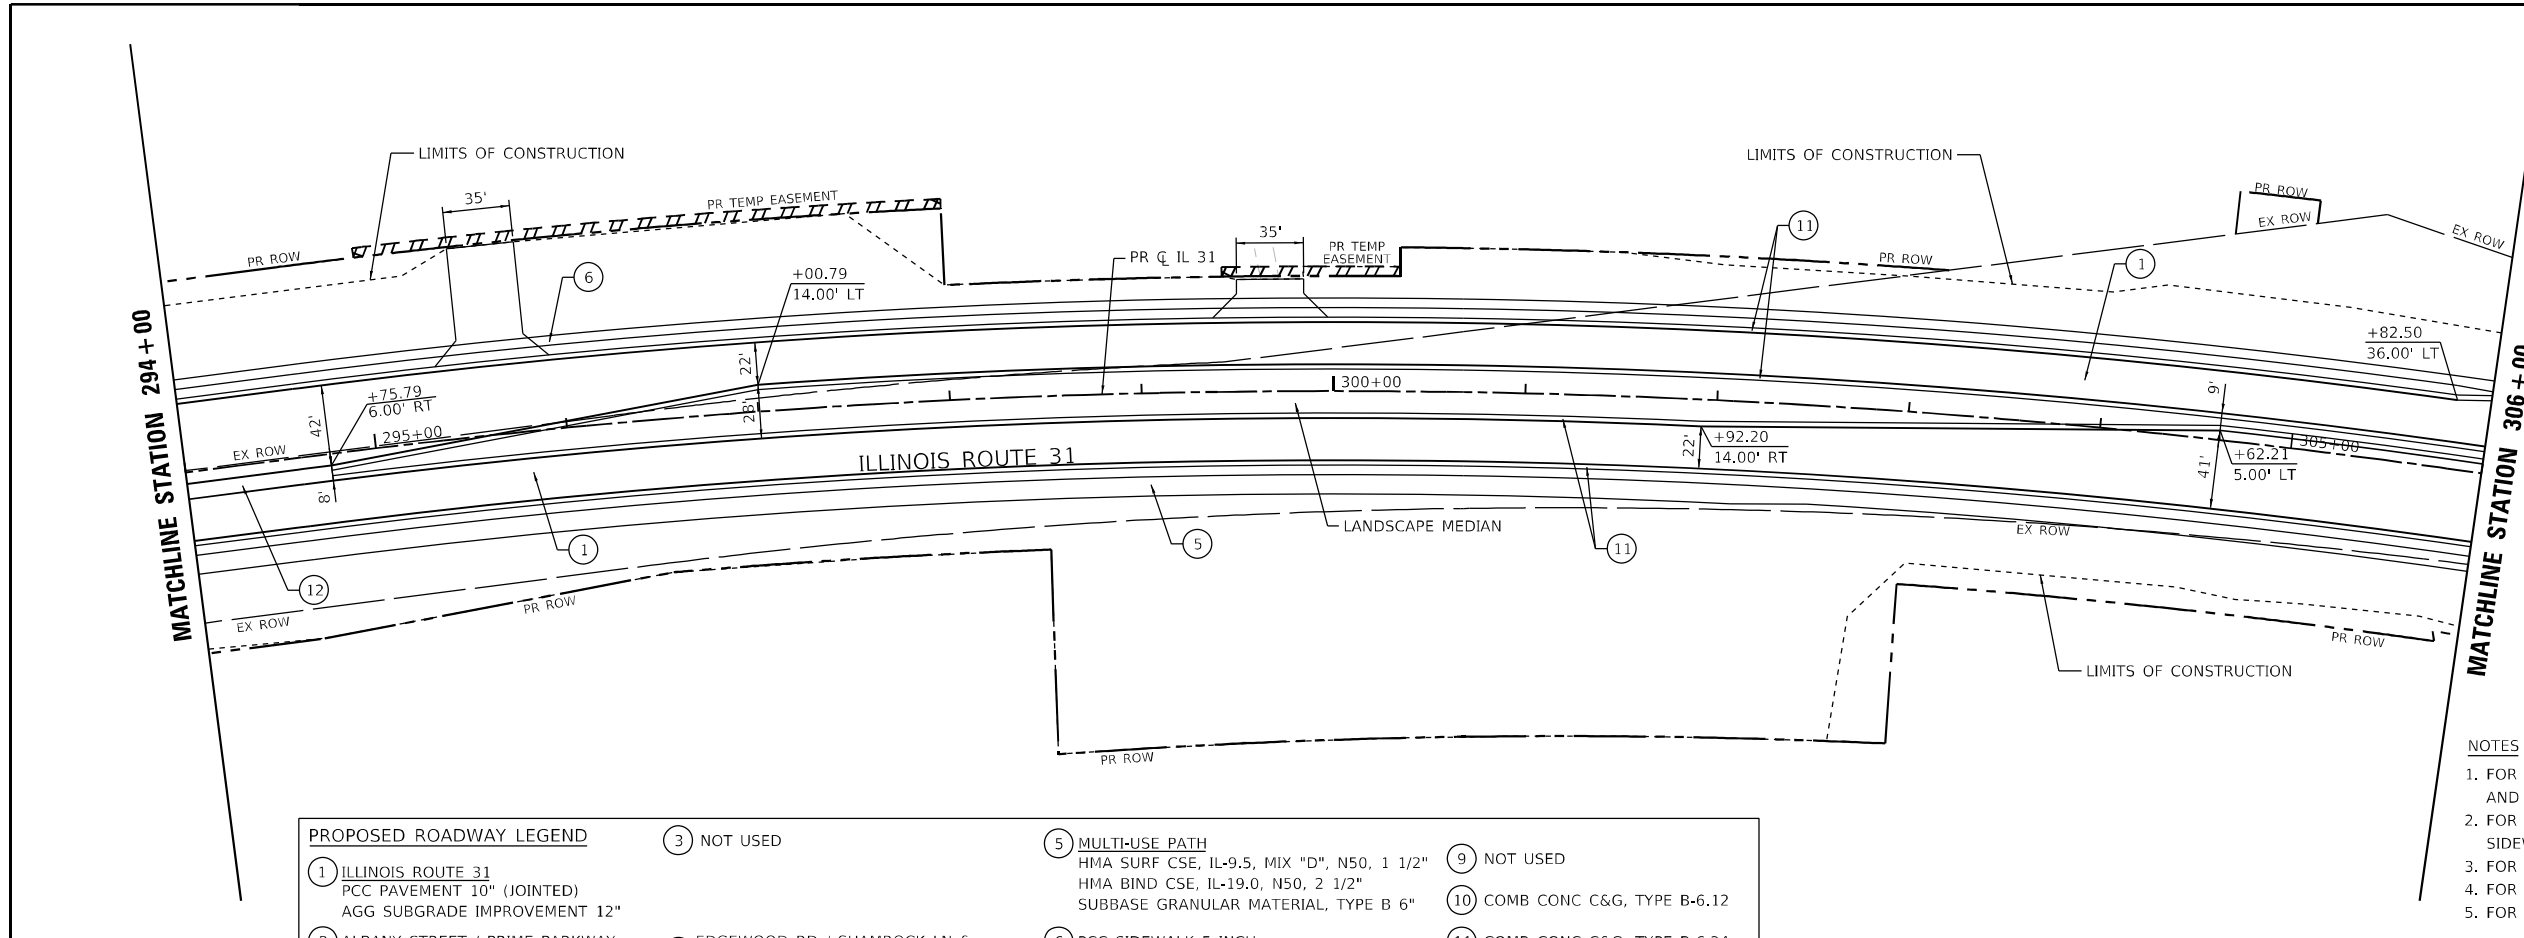 LIMITS OF CONSTRUCTION
LIMITS OF CONSTRUCTION
35'
PR TEMP EASEMENT
PR ROW
EX ROW
EX ROW
11
35'
PR TEMP
EASEMENT
PR ROW
PR ROW
PR ℄ IL 31
1
6
+00.79
14.00' LT
MATCHLINE STATION 294+00
+82.50
36.00' LT
22'
300+00
+75.79
6.00' RT
9'
42'
28'
295+00
+92.20
14.00' RT
22'
305+00
EX ROW
ILLINOIS ROUTE 31
+62.21
5.00' LT
41'
8'
LANDSCAPE MEDIAN
EX ROW
MATCHLINE STATION 306+00
1
5
11
12
PR ROW
EX ROW
PR ROW
LIMITS OF CONSTRUCTION
PR ROW
NOTES
1. FOR
AND
2. FOR
3. FOR
4. FOR
5. FOR
PROPOSED ROADWAY LEGEND
1 ILLINOIS ROUTE 31
PCC PAVEMENT 10" (JOINTED)
AGG SUBGRADE IMPROVEMENT 12"
3 NOT USED
5 MULTI-USE PATH
HMA SURF CSE, IL-9.5, MIX "D", N50, 1 1/2"
HMA BIND CSE, IL-19.0, N50, 2 1/2"
SUBBASE GRANULAR MATERIAL, TYPE B 6"
9 NOT USED
10 COMB CONC C&G, TYPE B-6.12